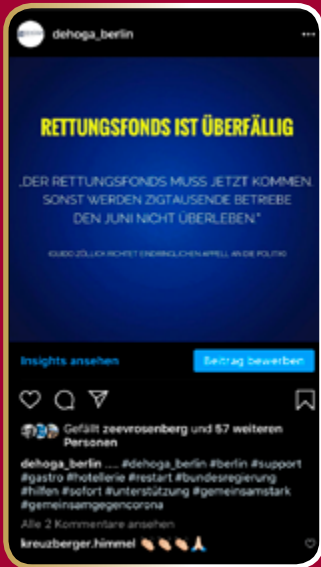 dehoga_berlin
RETTUNGSFONDS IST ÜBERFÄLLIG
„DER RETTUNGSFONDS MUSS JETZT KOMMEN.
SONST WERDEN ZIGTAUSENDE BETRIEBE
DEN JUNI NICHT ÜBERLEBEN."
(GUIDO ZÖLLICK RICHTET EINDRINGLICHEN APPELL AN DIE POLITIK)
Insights ansehen
Beitrag bewerben
Gefällt zeevrosenberg und 57 weiteren
Personen
dehoga_berlin .... #dehoga_berlin #berlin #support
#gastro #hotellerie #restart #bundesregierung
#hilfen #sofort #unterstützung #gemeinsamstark
#gemeinsamgegencorona
Alle 2 Kommentare ansehen
kreuzberger.himmel 👏🏻👏🏻👏🏻🙏🏻